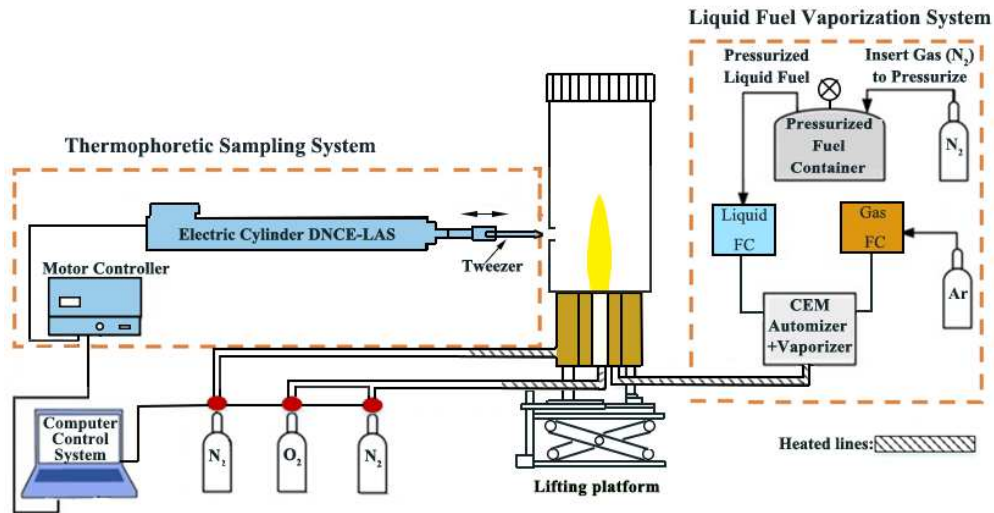 Liquid Fuel Vaporization System
Pressurized
Liquid Fuel
Insert Gas (N₂)
to Pressurize
Pressurized
Fuel
Container
N₂
Thermophoretic Sampling System
Electric Cylinder DNCE-LAS
Tweezer
Liquid
FC
Gas
FC
Motor Controller
Ar
CEM
Automizer
+Vaporizer
Computer
Control
System
N₂
O₂
N₂
Heated lines:
Lifting platform